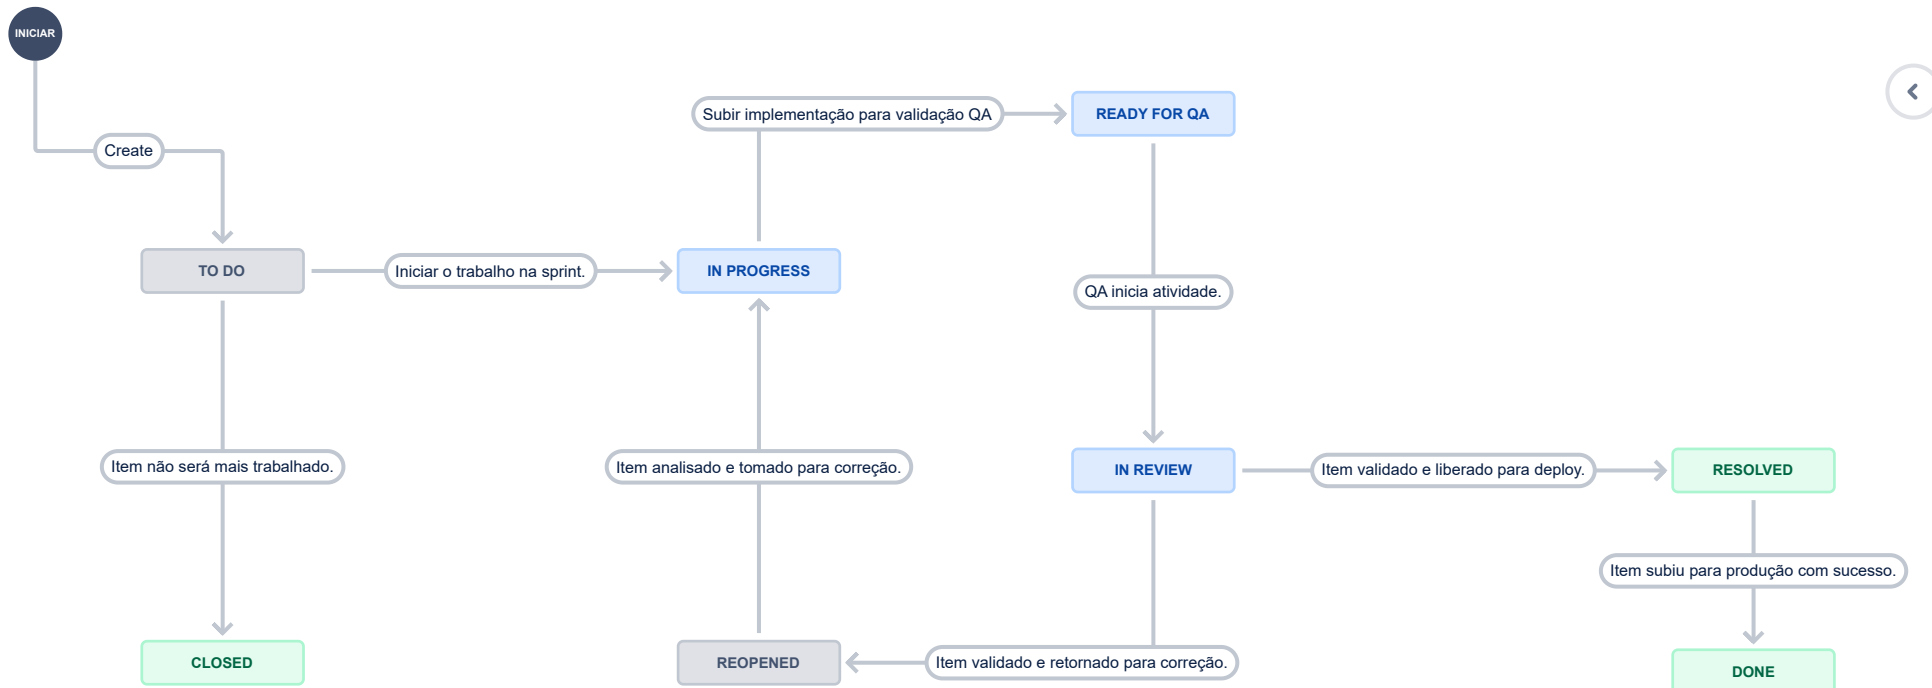 INICIAR
Subir implementação para validação QA
READY FOR QA
Create
TO DO
Iniciar o trabalho na sprint.
IN PROGRESS
QA inicia atividade.
Item não será mais trabalhado.
Item analisado e tomado para correção.
IN REVIEW
Item validado e liberado para deploy.
RESOLVED
Item subiu para produção com sucesso.
CLOSED
REOPENED
Item validado e retornado para correção.
DONE